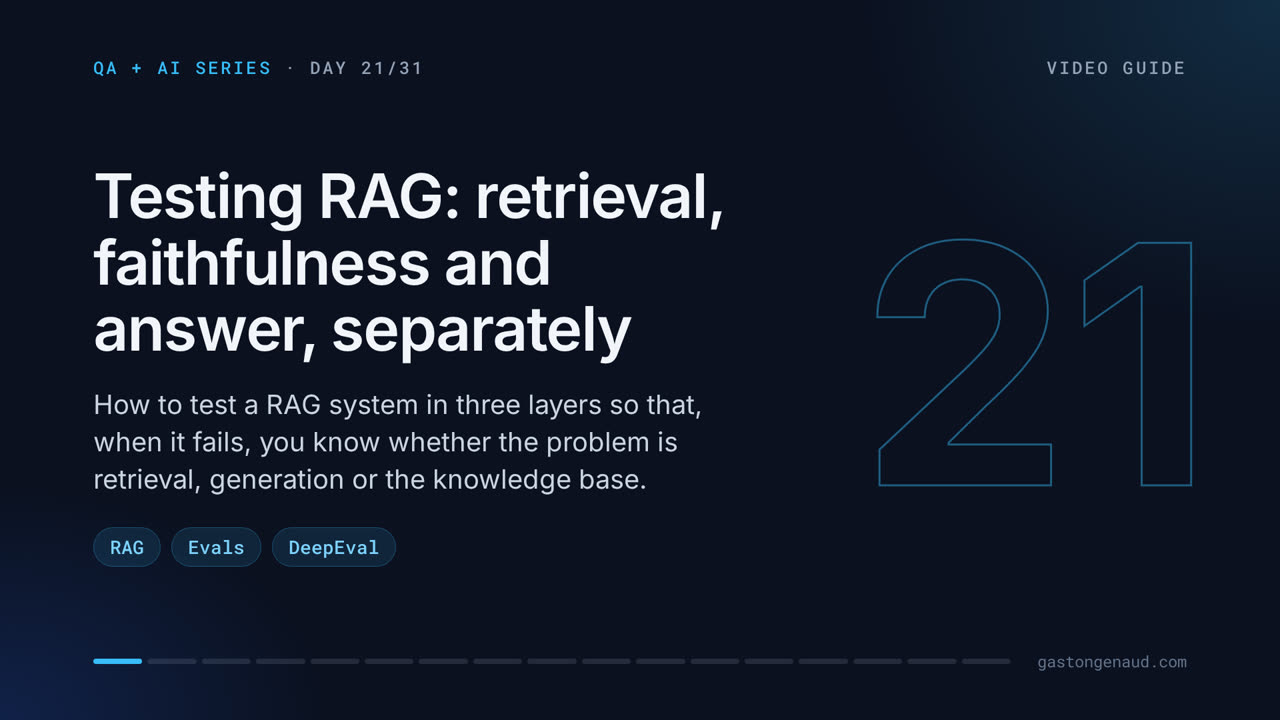 QA + AI SERIES · DAY 21/31
VIDEO GUIDE
Testing RAG: retrieval,
faithfulness and
answer, separately
21
How to test a RAG system in three layers so that,
when it fails, you know whether the problem is
retrieval, generation or the knowledge base.
RAG
Evals
DeepEval
gastongenaud.com